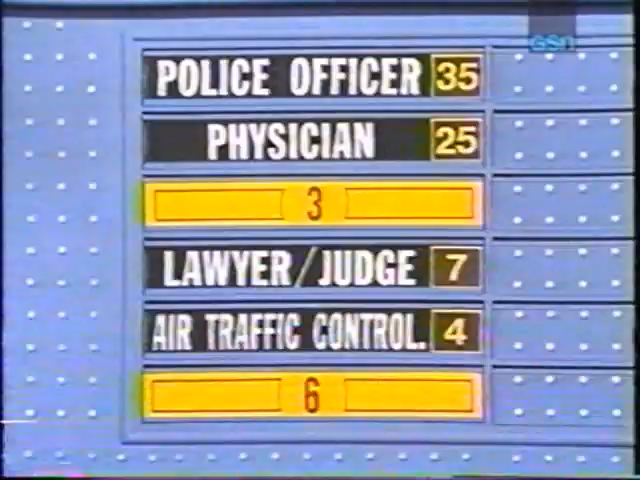 GSN
POLICE OFFICER 35
PHYSICIAN 25
3
LAWYER/JUDGE 7
AIR TRAFFIC CONTROL. 4
6